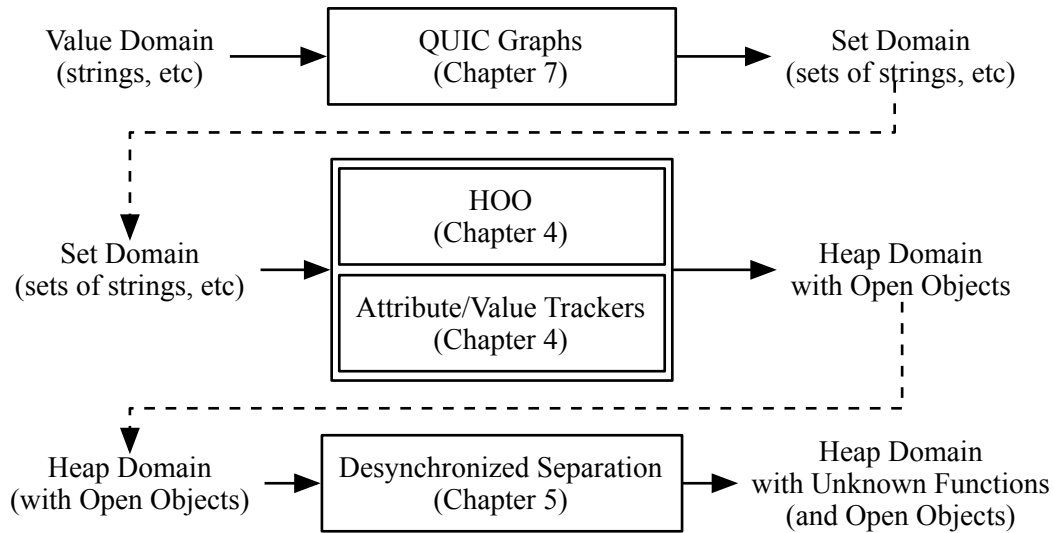 Value Domain
(strings, etc)
QUIC Graphs
(Chapter 7)
Set Domain
(sets of strings, etc)
Set Domain
(sets of strings, etc)
HOO
(Chapter 4)
Attribute/Value Trackers
(Chapter 4)
Heap Domain
with Open Objects
Heap Domain
(with Open Objects)
Desynchronized Separation
(Chapter 5)
Heap Domain
with Unknown Functions
(and Open Objects)